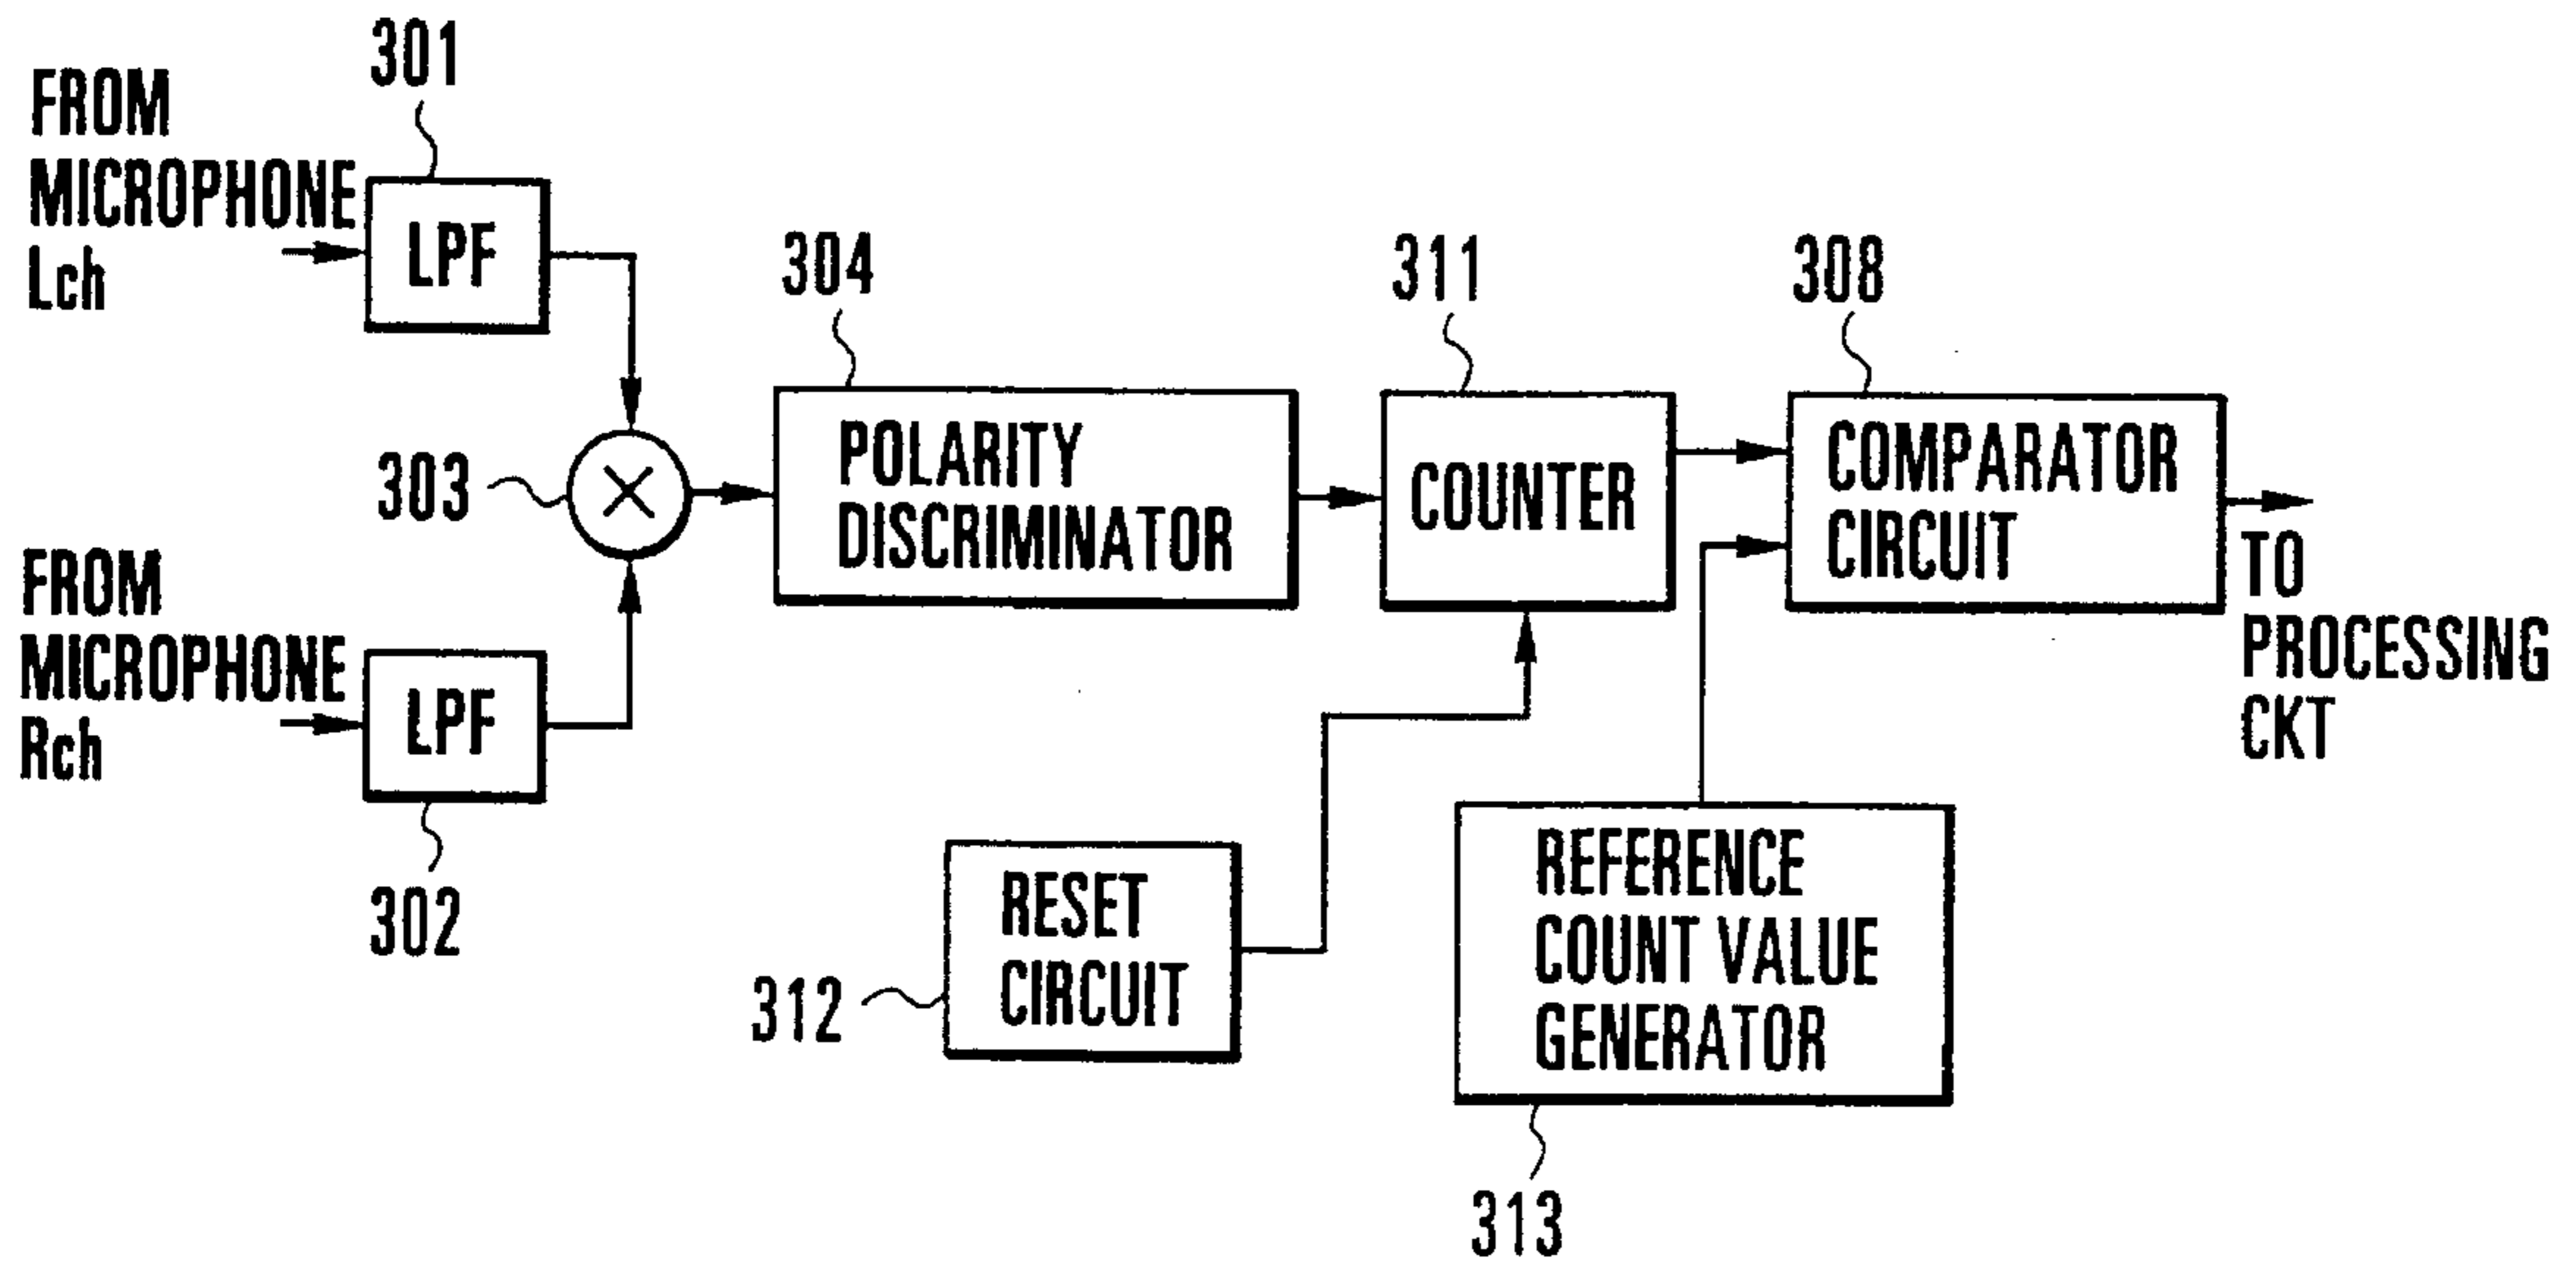 301
FROM
MICROPHONE
Lch
LPF
303
FROM
MICROPHONE
Rch
LPF
302
304
POLARITY
DISCRIMINATOR
311
COUNTER
308
COMPARATOR
CIRCUIT
TO
PROCESSING
CKT
312
RESET
CIRCUIT
REFERENCE
COUNT VALUE
GENERATOR
313